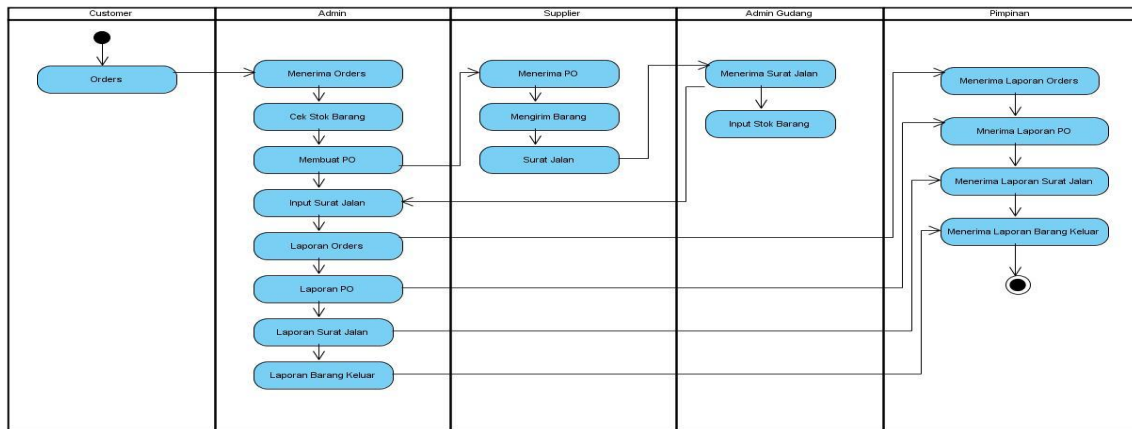 Customer
Admin
Supplier
Admin Gudang
Pimpinan
Orders
Menerima Orders
Cek Stok Barang
Membuat PO
Input Surat Jalan
Laporan Orders
Laporan PO
Laporan Surat Jalan
Laporan Barang Keluar
Menerima PO
Mengirim Barang
Surat Jalan
Menerima Surat Jalan
Input Stok Barang
Menerima Laporan Orders
Mnerima Laporan PO
Menerima Laporan Surat Jalan
Menerima Laporan Barang Keluar